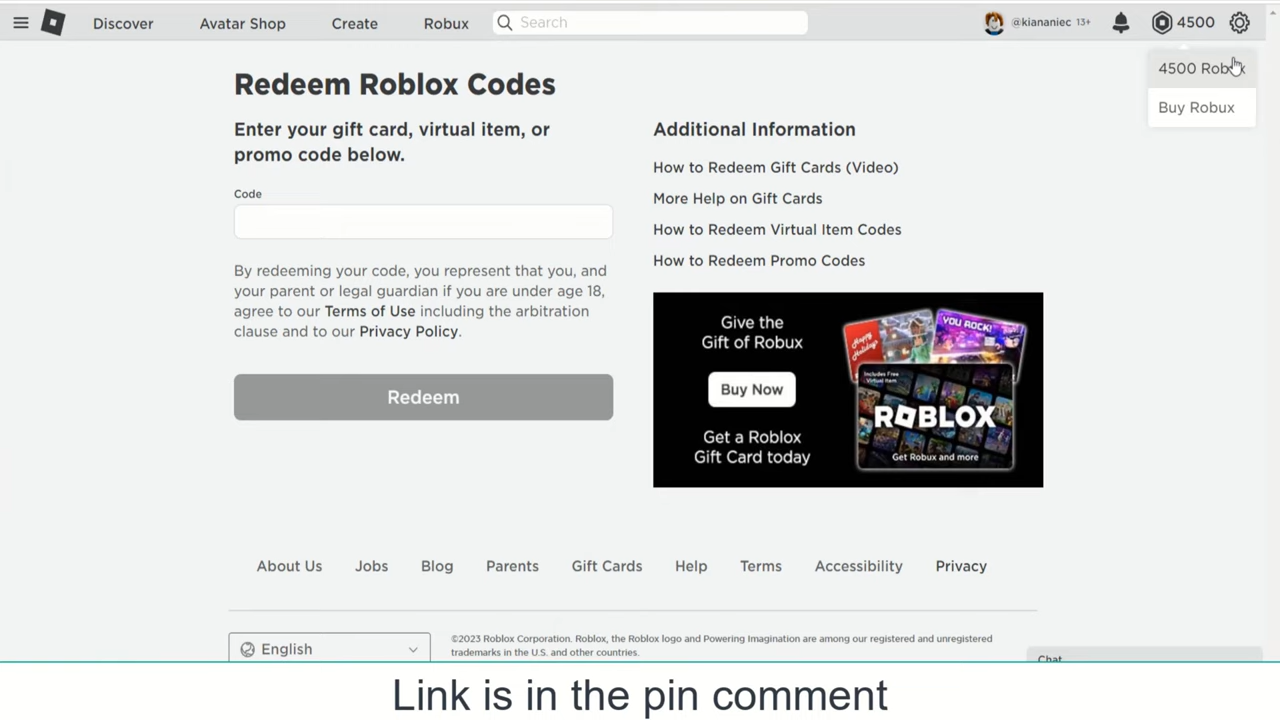 Discover Avatar Shop Create Robux Search @kiananiec 13+ 4500
4500 Robux
Buy Robux
Redeem Roblox Codes
Enter your gift card, virtual item, or
promo code below.
Code
By redeeming your code, you represent that you, and
your parent or legal guardian if you are under age 18,
agree to our Terms of Use including the arbitration
clause and to our Privacy Policy.
Redeem
Additional Information
How to Redeem Gift Cards (Video)
More Help on Gift Cards
How to Redeem Virtual Item Codes
How to Redeem Promo Codes
Give the
Gift of Robux
Buy Now
Get a Roblox
Gift Card today
Happy
Holidays
YOU ROCK!
Includes Free
Virtual Item
ROBLOX
Get Robux and more
About Us Jobs Blog Parents Gift Cards Help Terms Accessibility Privacy
English
©2023 Roblox Corporation. Roblox, the Roblox logo and Powering Imagination are among our registered and unregistered
trademarks in the U.S. and other countries.
Chat
Link is in the pin comment